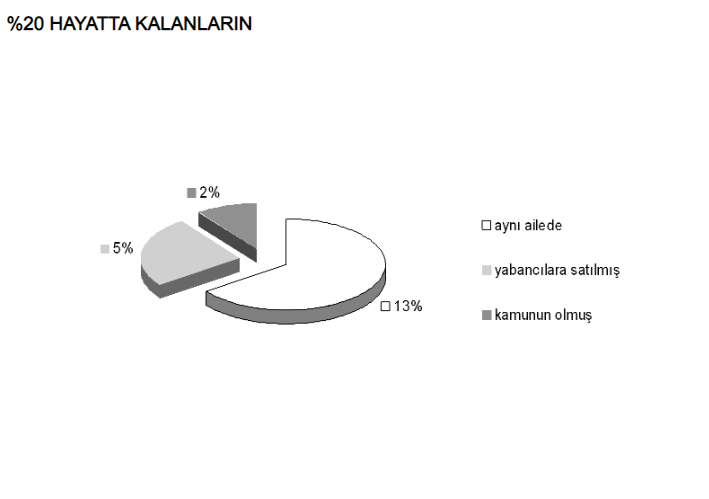 %20 HAYATTA KALANLARIN
2%
5%
13%
aynı ailede
yabancılara satılmış
kamunun olmuş